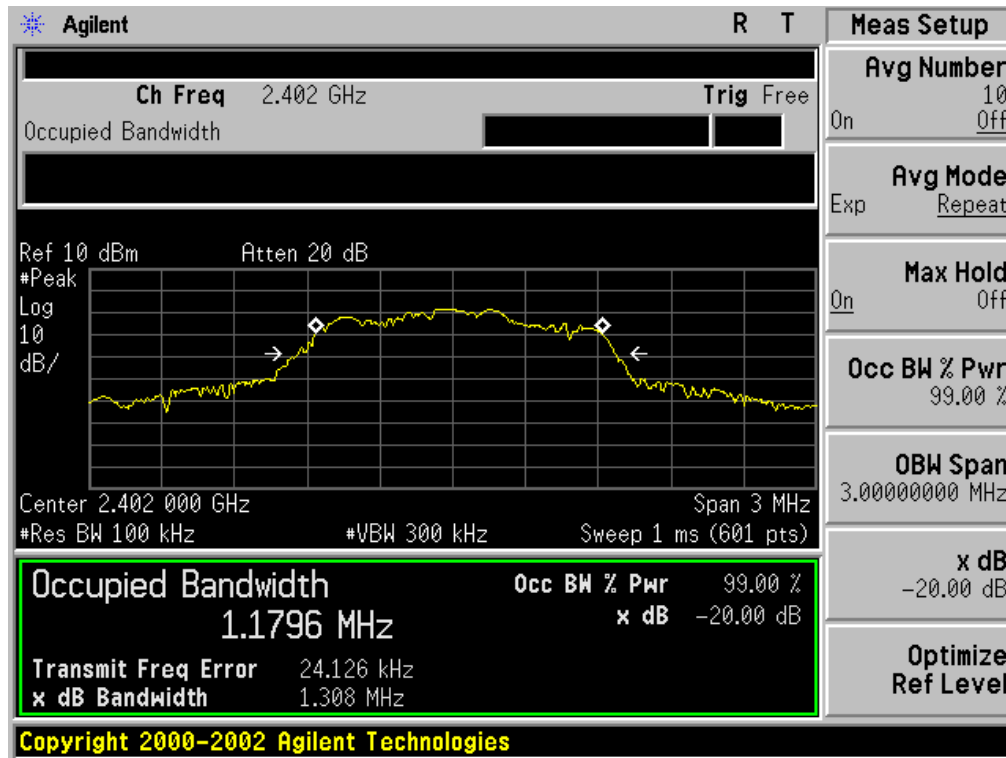 Agilent R T
Meas Setup
Ch Freq 2.402 GHz Trig Free
Occupied Bandwidth
Ref 10 dBm Atten 20 dB
#Peak
Log
10
dB/
Center 2.402 000 GHz Span 3 MHz
#Res BW 100 kHz #VBW 300 kHz Sweep 1 ms (601 pts)
Occupied Bandwidth
1.1796 MHz
Occ BW % Pwr 99.00 %
x dB -20.00 dB
Transmit Freq Error 24.126 kHz
x dB Bandwidth 1.308 MHz
Avg Number
10
On Off
Avg Mode
Exp Repeat
Max Hold
On Off
Occ BW % Pwr
99.00 %
OBW Span
3.00000000 MHz
x dB
-20.00 dB
Optimize
Ref Level
Copyright 2000-2002 Agilent Technologies